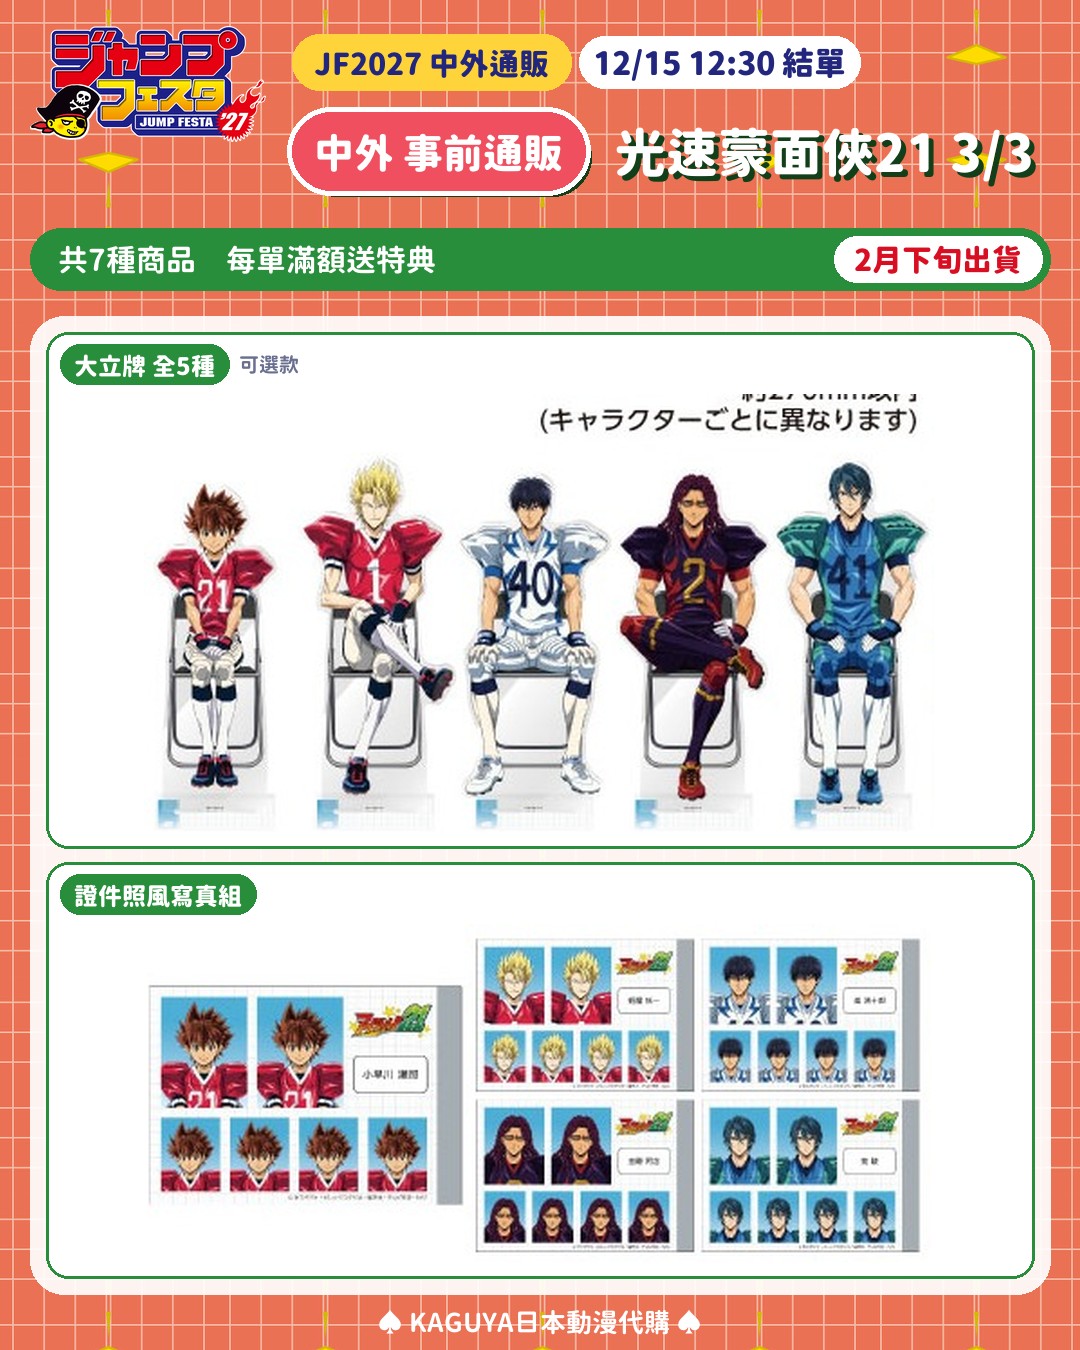 ジャンプ
フェスタ
JUMP FESTA '27
JF2027 中外通販
12/15 12:30 結單
中外 事前通販
光速蒙面俠21 3/3
共7種商品 每單滿額送特典
2月下旬出貨
大立牌 全5種
可選款
(キャラクターごとに異なります)
21
1
40
2
41
證件照風寫真組
小早川 瀬那
♠ KAGUYA日本動漫代購 ♠